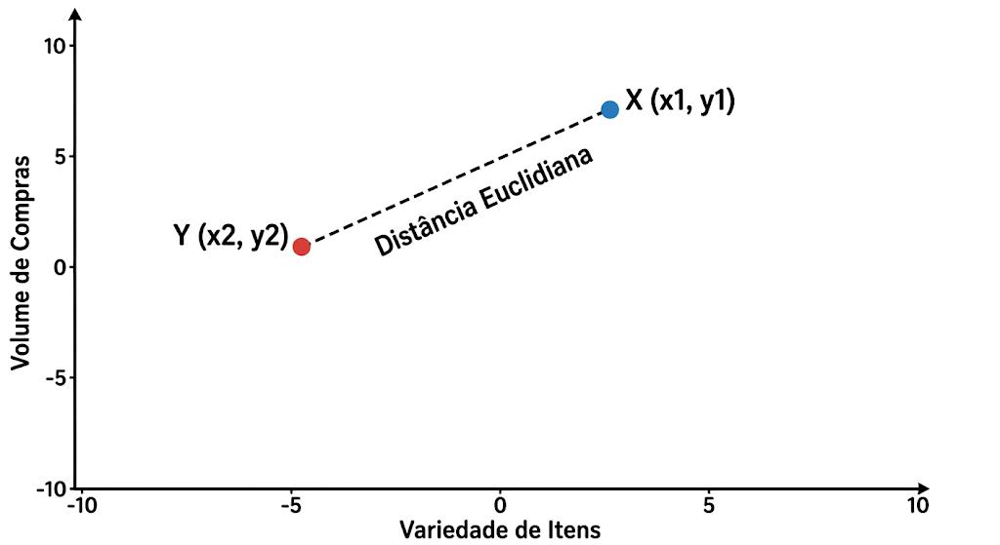 10
X (x1, y1)
5
Distância Euclidiana
Y (x2, y2)
0
Volume de Compras
-5
-10
-10
-5
0
5
10
Variedade de Itens